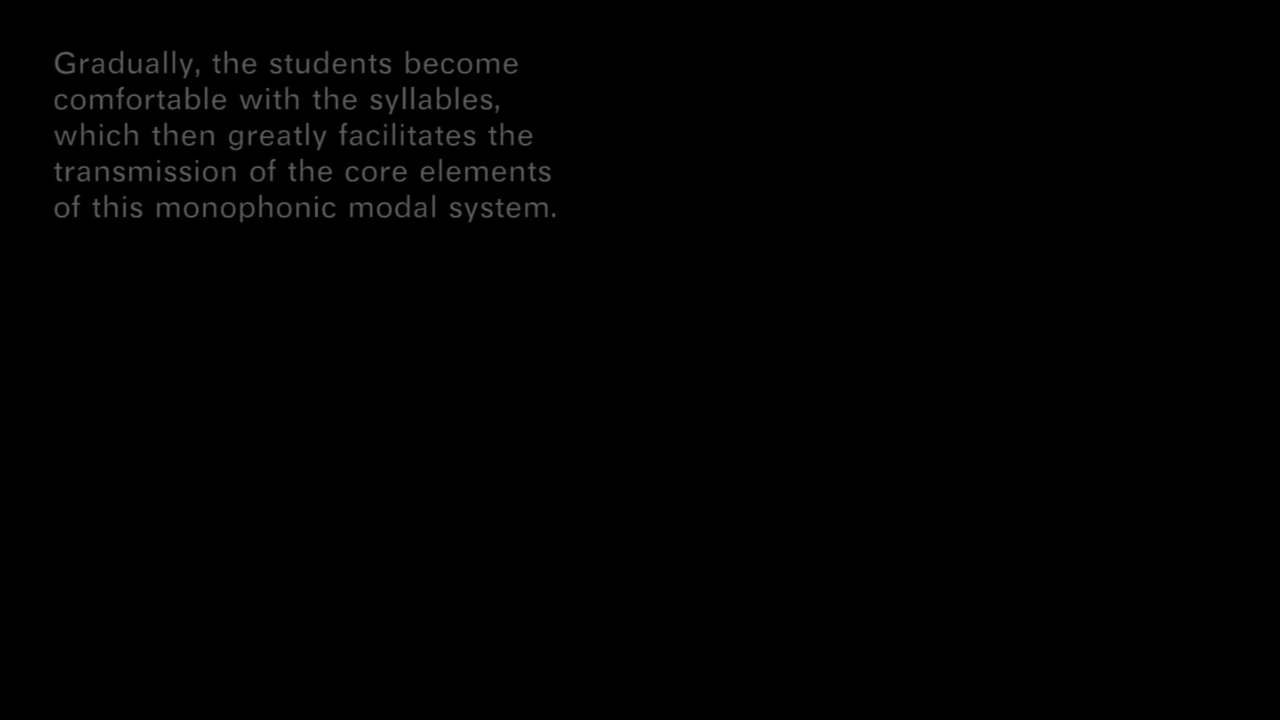 Gradually, the students become
comfortable with the syllables,
which then greatly facilitates the
transmission of the core elements
of this monophonic modal system.